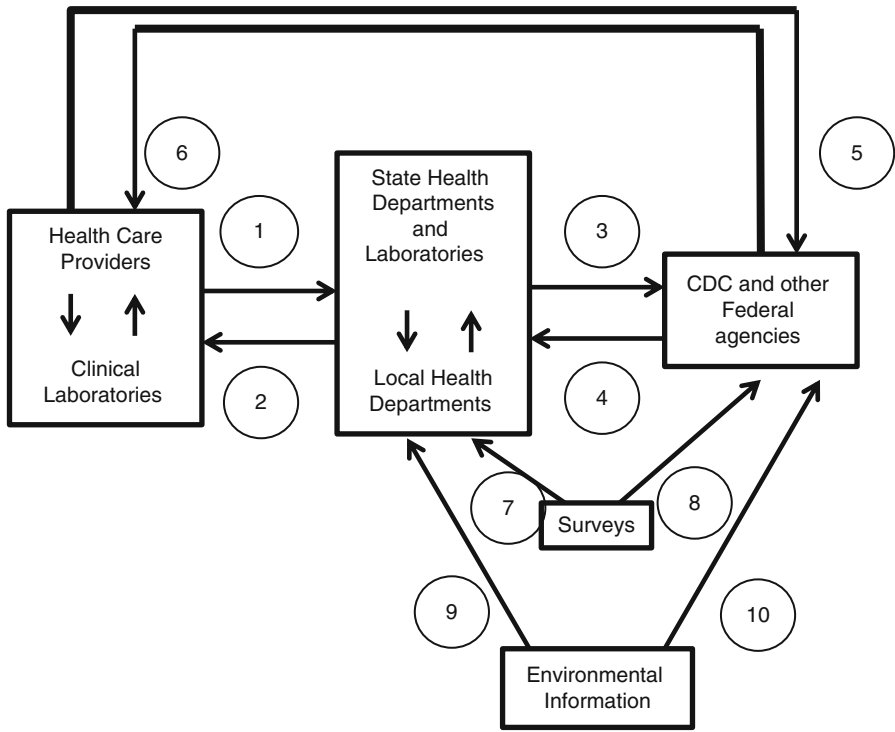 6
5
1
3
Health Care
Providers
Clinical
Laboratories
State Health
Departments
and
Laboratories
Local Health
Departments
CDC and other
Federal
agencies
2
4
7
8
Surveys
9
10
Environmental
Information